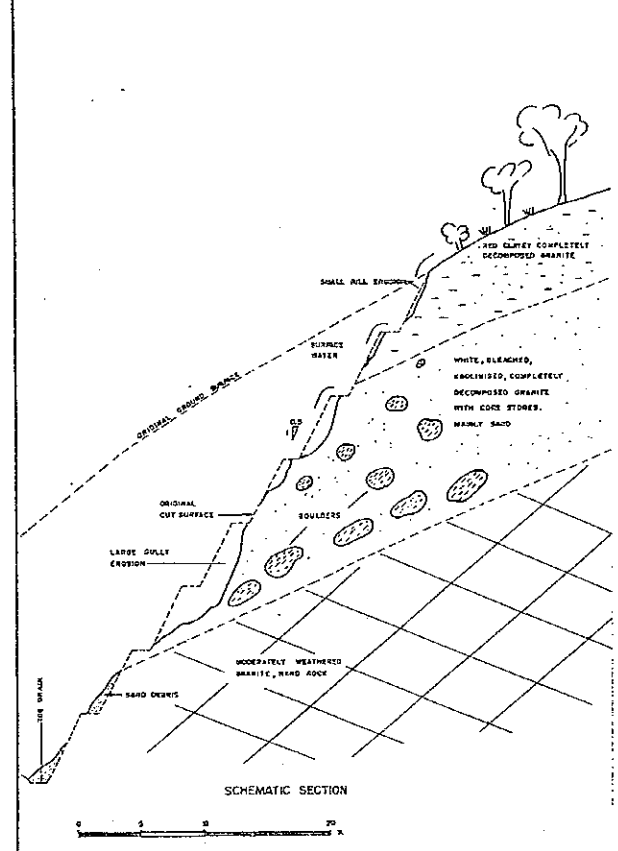 RED CLAYEY COMPLETELY
DECOMPOSED GRANITE
SMALL RILL EROSION
SURFACE
WATER
WHITE, BLEACHED,
KAOLINISED, COMPLETELY
DECOMPOSED GRANITE
WITH CORE STONES.
MAINLY SAND
ORIGINAL GROUND SURFACE
0.5
1
ORIGINAL
CUT SURFACE
BOULDERS
LARGE GULLY
EROSION
MODERATELY WEATHERED
GRANITE, HARD ROCK
SAND DEBRIS
TOE DRAIN
SCHEMATIC SECTION
0 5 10 20